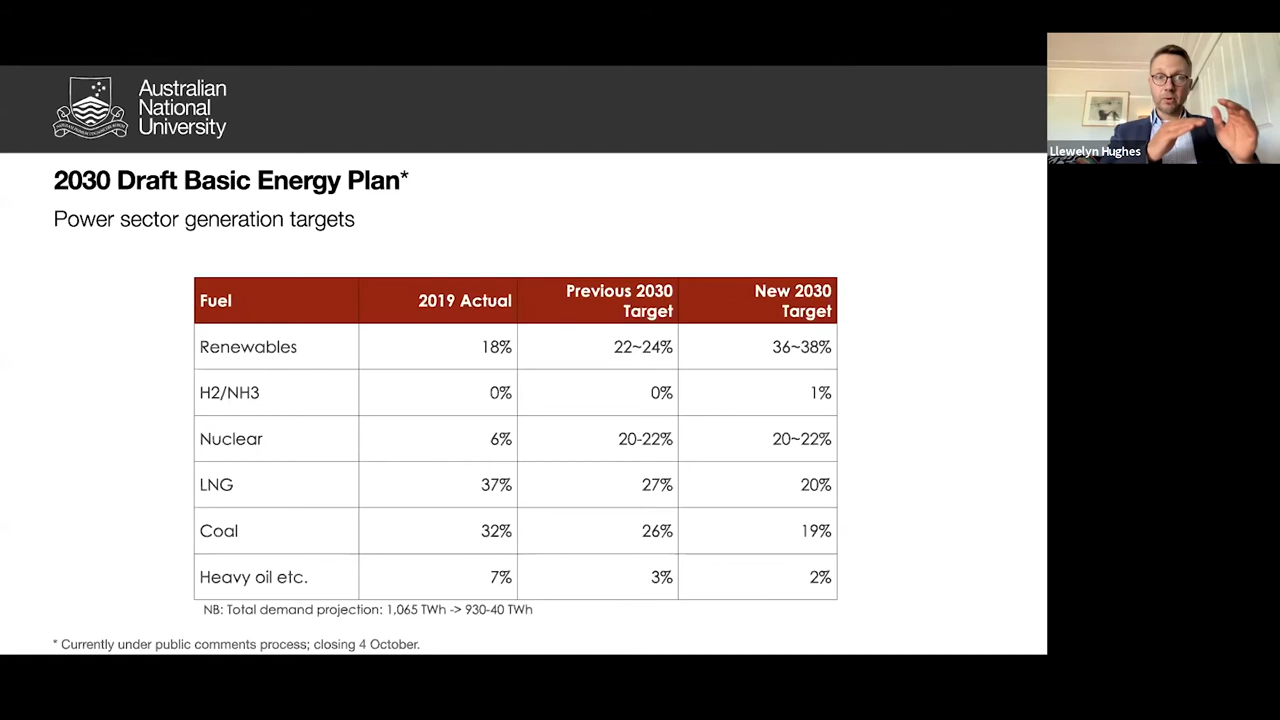 Australian
National
University
Llewelyn Hughes
2030 Draft Basic Energy Plan*
Power sector generation targets
Fuel 2019 Actual Previous 2030 Target New 2030 Target
Renewables 18% 22~24% 36~38%
H2/NH3 0% 0% 1%
Nuclear 6% 20-22% 20~22%
LNG 37% 27% 20%
Coal 32% 26% 19%
Heavy oil etc. 7% 3% 2%
NB: Total demand projection: 1,065 TWh -> 930-40 TWh
* Currently under public comments process; closing 4 October.